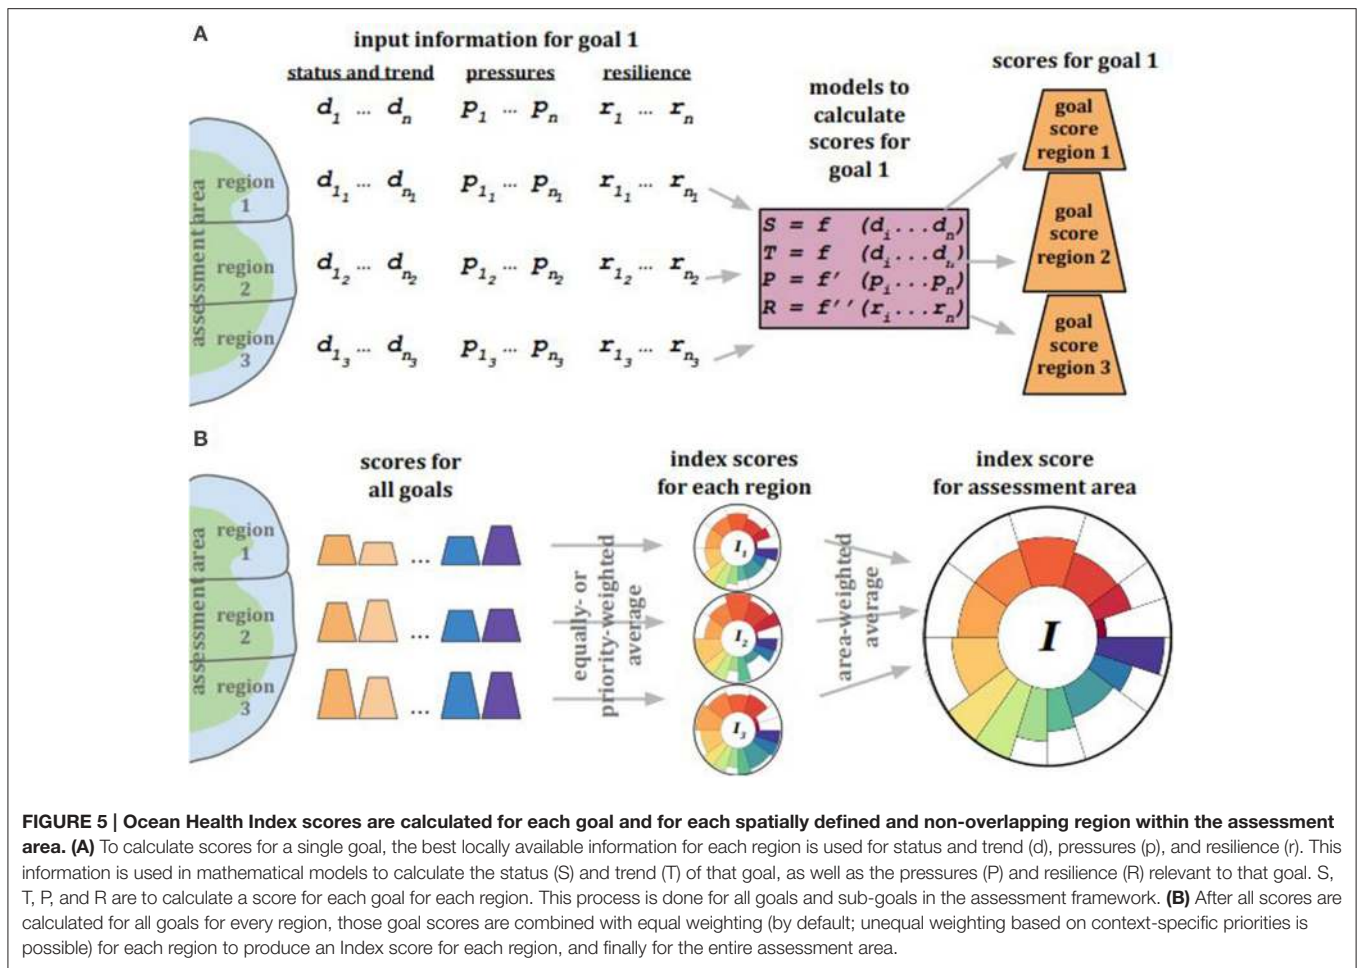 A
input information for goal 1
status and trend pressures resilience
d1 ... dn p1 ... pn r1 ... rn
d11 ... dn1 p11 ... pn1 r11 ... rn1
d12 ... dn2 p12 ... pn2 r12 ... rn2
d13 ... dn3 p13 ... pn3 r13 ... rn3
assessment area
region
1
region
2
region
3
models to
calculate
scores for
goal 1
S = f (di...dn)
T = f (di...dn)
P = f' (pi...pn)
R = f'' (ri...rn)
scores for goal 1
goal
score
region 1
goal
score
region 2
goal
score
region 3
B
assessment area
region
1
region
2
region
3
scores for
all goals
...
...
...
equally- or
priority-weighted
average
index scores
for each region
I1
I2
I3
area-weighted
average
index score
for assessment area
I
FIGURE 5 | Ocean Health Index scores are calculated for each goal and for each spatially defined and non-overlapping region within the assessment
area. (A) To calculate scores for a single goal, the best locally available information for each region is used for status and trend (d), pressures (p), and resilience (r). This
information is used in mathematical models to calculate the status (S) and trend (T) of that goal, as well as the pressures (P) and resilience (R) relevant to that goal. S,
T, P, and R are to calculate a score for each goal for each region. This process is done for all goals and sub-goals in the assessment framework. (B) After all scores are
calculated for all goals for every region, those goal scores are combined with equal weighting (by default; unequal weighting based on context-specific priorities is
possible) for each region to produce an Index score for each region, and finally for the entire assessment area.